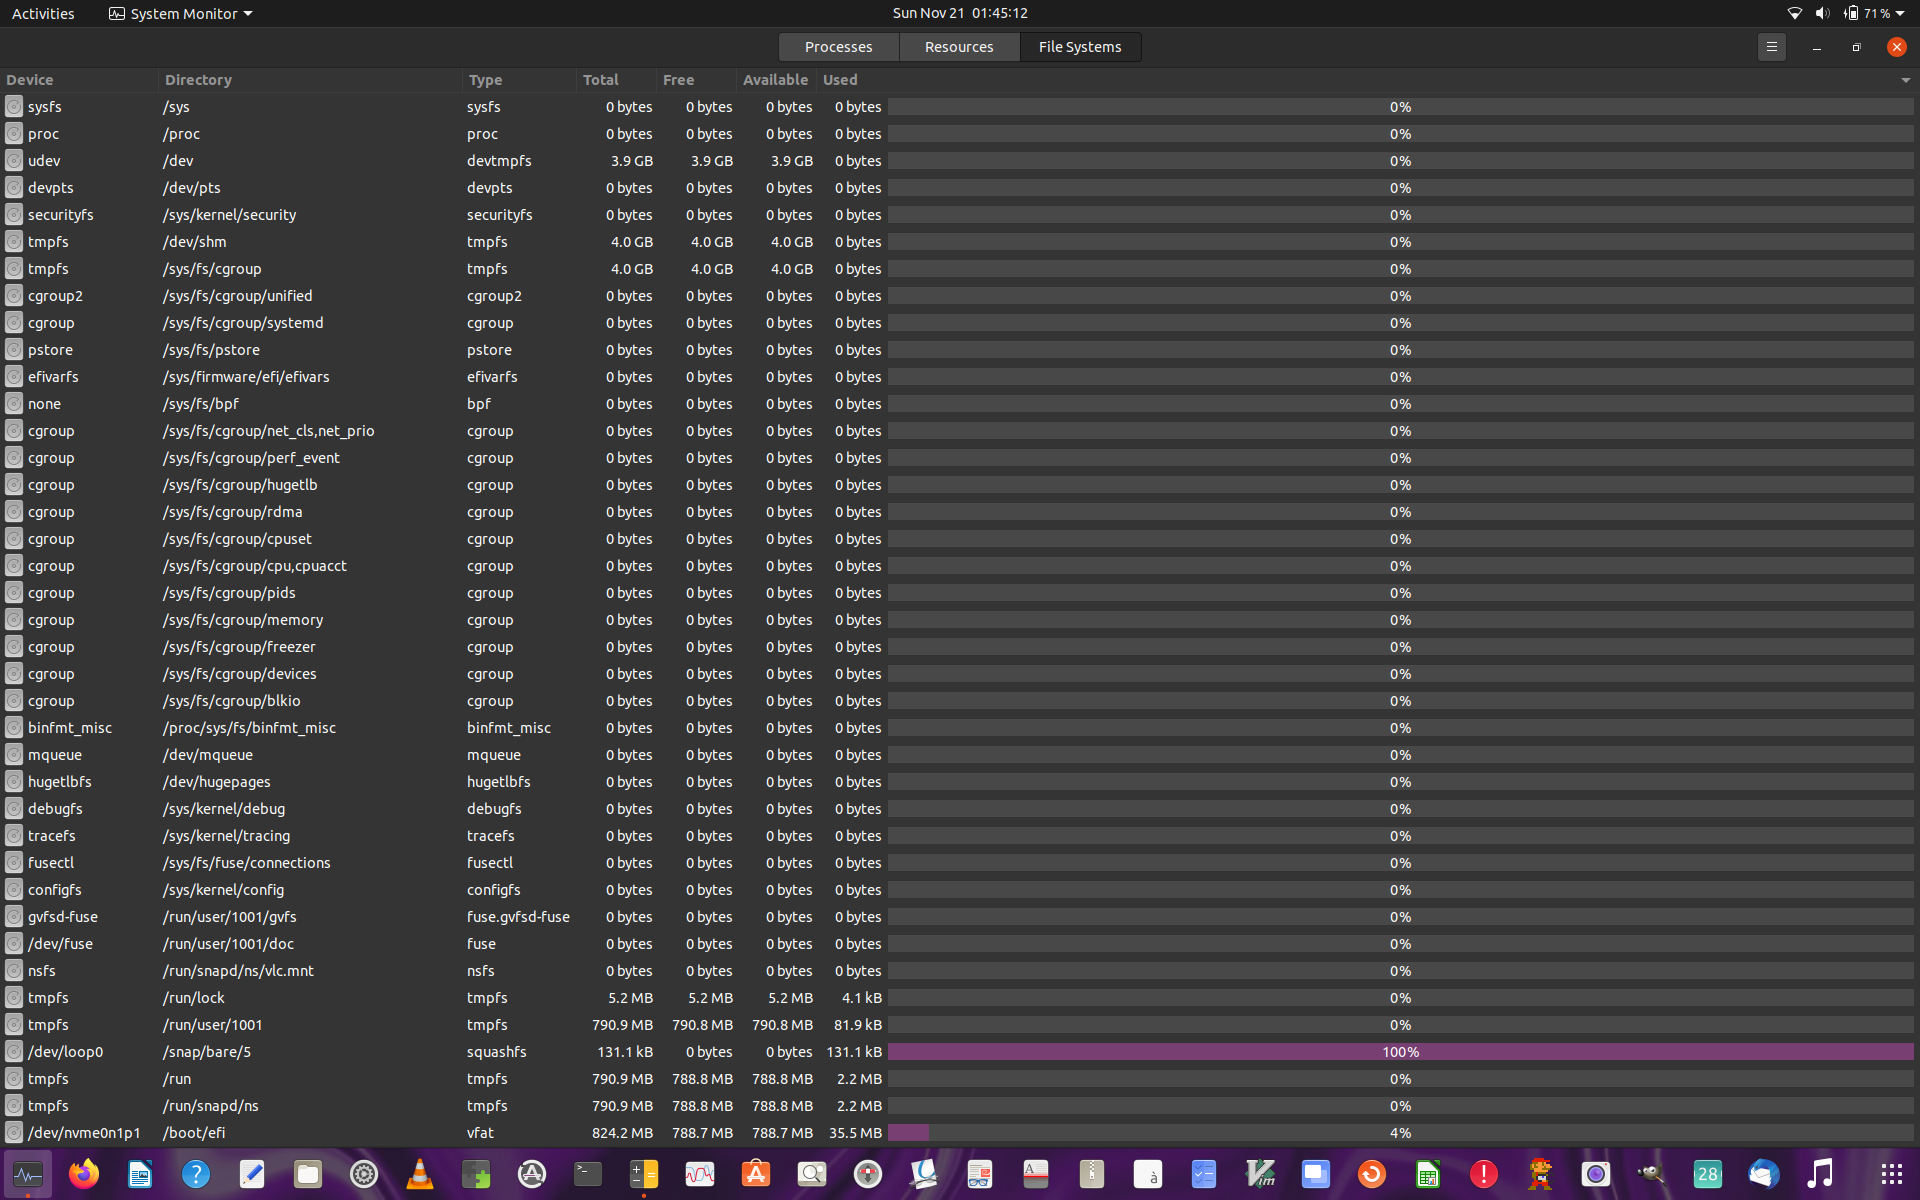 Activities System Monitor Sun Nov 21 01:45:12 71%
Processes Resources File Systems
Device Directory Type Total Free Available Used
sysfs /sys sysfs 0 bytes 0 bytes 0 bytes 0 bytes 0%
proc /proc proc 0 bytes 0 bytes 0 bytes 0 bytes 0%
udev /dev devtmpfs 3.9 GB 3.9 GB 3.9 GB 0 bytes 0%
devpts /dev/pts devpts 0 bytes 0 bytes 0 bytes 0 bytes 0%
securityfs /sys/kernel/security securityfs 0 bytes 0 bytes 0 bytes 0 bytes 0%
tmpfs /dev/shm tmpfs 4.0 GB 4.0 GB 4.0 GB 0 bytes 0%
tmpfs /sys/fs/cgroup tmpfs 4.0 GB 4.0 GB 4.0 GB 0 bytes 0%
cgroup2 /sys/fs/cgroup/unified cgroup2 0 bytes 0 bytes 0 bytes 0 bytes 0%
cgroup /sys/fs/cgroup/systemd cgroup 0 bytes 0 bytes 0 bytes 0 bytes 0%
pstore /sys/fs/pstore pstore 0 bytes 0 bytes 0 bytes 0 bytes 0%
efivarfs /sys/firmware/efi/efivars efivarfs 0 bytes 0 bytes 0 bytes 0 bytes 0%
none /sys/fs/bpf bpf 0 bytes 0 bytes 0 bytes 0 bytes 0%
cgroup /sys/fs/cgroup/net_cls,net_prio cgroup 0 bytes 0 bytes 0 bytes 0 bytes 0%
cgroup /sys/fs/cgroup/perf_event cgroup 0 bytes 0 bytes 0 bytes 0 bytes 0%
cgroup /sys/fs/cgroup/hugetlb cgroup 0 bytes 0 bytes 0 bytes 0 bytes 0%
cgroup /sys/fs/cgroup/rdma cgroup 0 bytes 0 bytes 0 bytes 0 bytes 0%
cgroup /sys/fs/cgroup/cpuset cgroup 0 bytes 0 bytes 0 bytes 0 bytes 0%
cgroup /sys/fs/cgroup/cpu,cpuacct cgroup 0 bytes 0 bytes 0 bytes 0 bytes 0%
cgroup /sys/fs/cgroup/pids cgroup 0 bytes 0 bytes 0 bytes 0 bytes 0%
cgroup /sys/fs/cgroup/memory cgroup 0 bytes 0 bytes 0 bytes 0 bytes 0%
cgroup /sys/fs/cgroup/freezer cgroup 0 bytes 0 bytes 0 bytes 0 bytes 0%
cgroup /sys/fs/cgroup/devices cgroup 0 bytes 0 bytes 0 bytes 0 bytes 0%
cgroup /sys/fs/cgroup/blkio cgroup 0 bytes 0 bytes 0 bytes 0 bytes 0%
binfmt_misc /proc/sys/fs/binfmt_misc binfmt_misc 0 bytes 0 bytes 0 bytes 0 bytes 0%
mqueue /dev/mqueue mqueue 0 bytes 0 bytes 0 bytes 0 bytes 0%
hugetlbfs /dev/hugepages hugetlbfs 0 bytes 0 bytes 0 bytes 0 bytes 0%
debugfs /sys/kernel/debug debugfs 0 bytes 0 bytes 0 bytes 0 bytes 0%
tracefs /sys/kernel/tracing tracefs 0 bytes 0 bytes 0 bytes 0 bytes 0%
fusectl /sys/fs/fuse/connections fusectl 0 bytes 0 bytes 0 bytes 0 bytes 0%
configfs /sys/kernel/config configfs 0 bytes 0 bytes 0 bytes 0 bytes 0%
gvfsd-fuse /run/user/1001/gvfs fuse.gvfsd-fuse 0 bytes 0 bytes 0 bytes 0 bytes 0%
/dev/fuse /run/user/1001/doc fuse 0 bytes 0 bytes 0 bytes 0 bytes 0%
nsfs /run/snapd/ns/vlc.mnt nsfs 0 bytes 0 bytes 0 bytes 0 bytes 0%
tmpfs /run/lock tmpfs 5.2 MB 5.2 MB 5.2 MB 4.1 kB 0%
tmpfs /run/user/1001 tmpfs 790.9 MB 790.8 MB 790.8 MB 81.9 kB 0%
/dev/loop0 /snap/bare/5 squashfs 131.1 kB 0 bytes 0 bytes 131.1 kB 100%
tmpfs /run tmpfs 790.9 MB 788.8 MB 788.8 MB 2.2 MB 0%
tmpfs /run/snapd/ns tmpfs 790.9 MB 788.8 MB 788.8 MB 2.2 MB 0%
/dev/nvme0n1p1 /boot/efi vfat 824.2 MB 788.7 MB 788.7 MB 35.5 MB 4%
? >_ A A à Vim ! 28